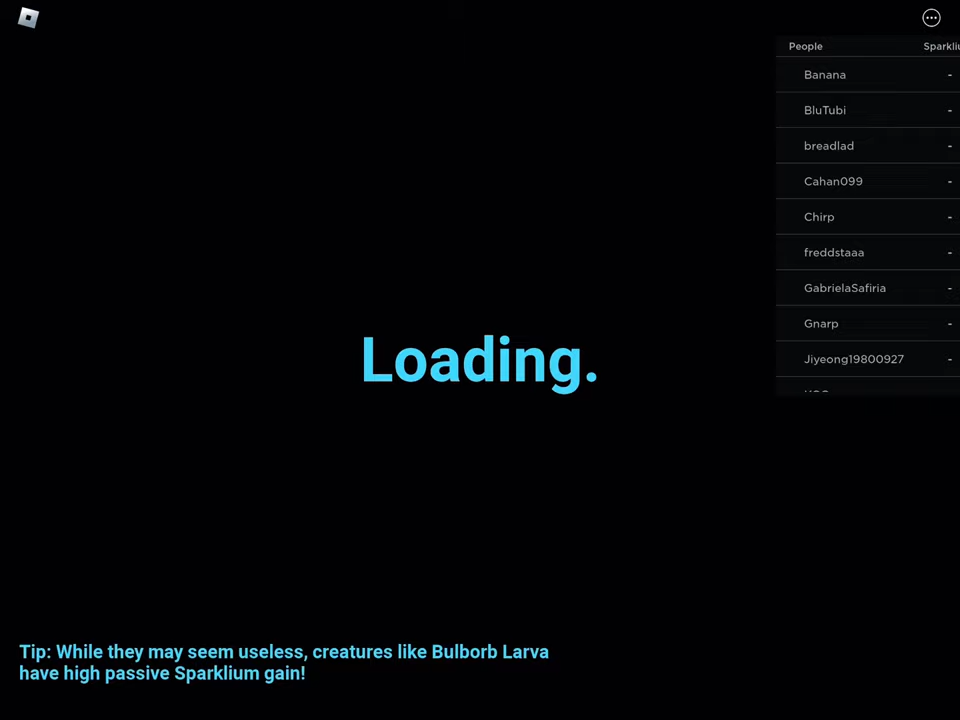 People Sparkliu
Banana -
BluTubi -
breadlad -
Cahan099 -
Chirp -
freddstaaa -
GabrielaSafiria -
Gnarp -
Jiyeong19800927 -
Loading.
Tip: While they may seem useless, creatures like Bulborb Larva
have high passive Sparklium gain!